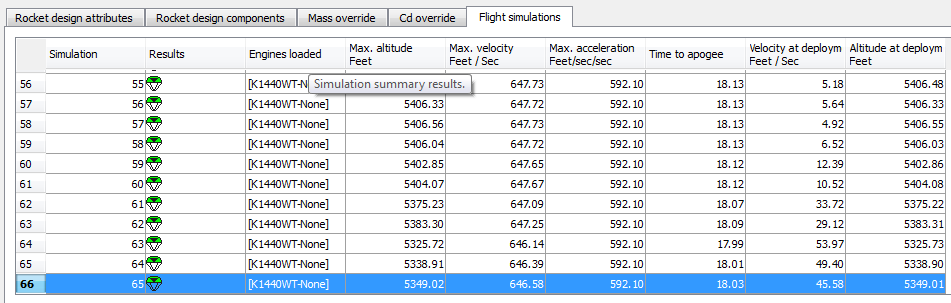 Rocket design attributes Rocket design components Mass override Cd override Flight simulations
Simulation Results Engines loaded Max. altitude Feet Max. velocity Feet / Sec Max. acceleration Feet/sec/sec Time to apogee Velocity at deploym Feet / Sec Altitude at deploym Feet
56 55 [K1440WT-N 647.73 592.10 18.13 5.18 5406.48
Simulation summary results.
57 56 [K1440WT-None] 5406.33 647.72 592.10 18.13 5.64 5406.33
58 57 [K1440WT-None] 5406.56 647.73 592.10 18.13 4.92 5406.55
59 58 [K1440WT-None] 5406.04 647.72 592.10 18.13 6.52 5406.03
60 59 [K1440WT-None] 5402.85 647.65 592.10 18.12 12.39 5402.86
61 60 [K1440WT-None] 5404.07 647.67 592.10 18.12 10.52 5404.08
62 61 [K1440WT-None] 5375.23 647.09 592.10 18.07 33.72 5375.22
63 62 [K1440WT-None] 5383.30 647.25 592.10 18.09 29.12 5383.31
64 63 [K1440WT-None] 5325.72 646.14 592.10 17.99 53.97 5325.73
65 64 [K1440WT-None] 5338.91 646.39 592.10 18.01 49.40 5338.90
66 65 [K1440WT-None] 5349.02 646.58 592.10 18.03 45.58 5349.01